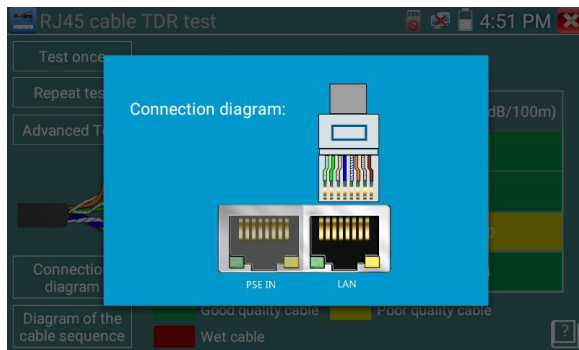 RJ45 cable TDR test
4:51 PM
Test once
Repeat tes
dB/100m)
Advanced T
Connection diagram:
PSE IN
LAN
Connectio
diagram
Diagram of the
cable sequence
Good quality cable
Poor quality cable
Wet cable
?